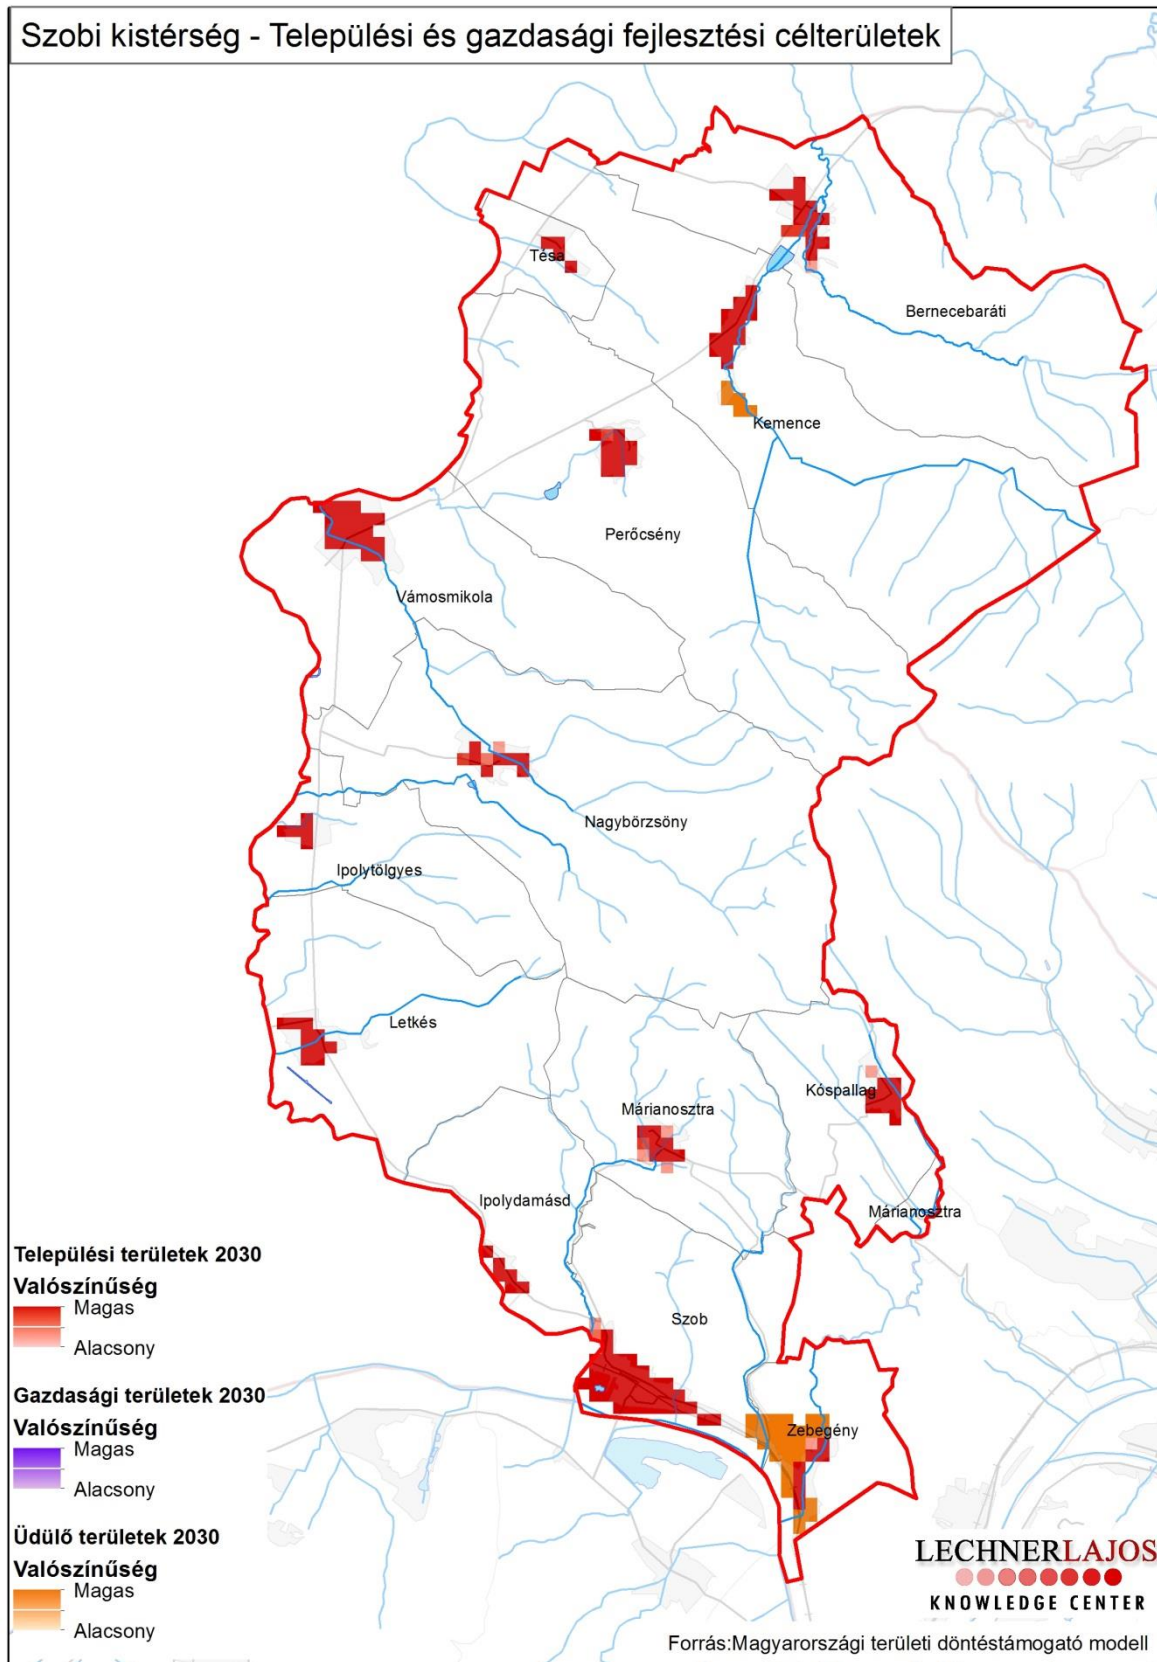 Szobi kistérség - Települési és gazdasági fejlesztési célterületek
Tésa
Bernecebaráti
Kemence
Perőcsény
Vámosmikola
Nagybörzsöny
Ipolytölgyes
Letkés
Kóspallag
Márianosztra
Ipolydamásd
Márianosztra
Szob
Zebegény
Települési területek 2030
Valószínűség
Magas
Alacsony
Gazdasági területek 2030
Valószínűség
Magas
Alacsony
Üdülő területek 2030
Valószínűség
Magas
Alacsony
LECHNERLAJOS
KNOWLEDGE CENTER
Forrás:Magyarországi területi döntéstámogató modell